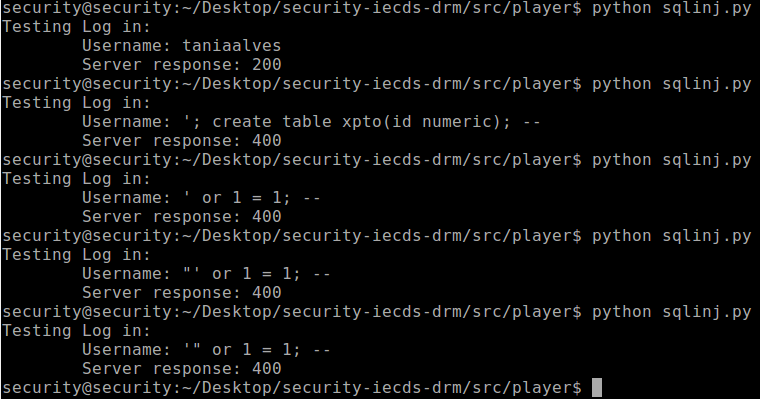 security@security:~/Desktop/security-iecds-drm/src/player$ python sqlinj.py
Testing Log in:
        Username: taniaalves
        Server response: 200
security@security:~/Desktop/security-iecds-drm/src/player$ python sqlinj.py
Testing Log in:
        Username: '; create table xpto(id numeric); --
        Server response: 400
security@security:~/Desktop/security-iecds-drm/src/player$ python sqlinj.py
Testing Log in:
        Username: ' or 1 = 1; --
        Server response: 400
security@security:~/Desktop/security-iecds-drm/src/player$ python sqlinj.py
Testing Log in:
        Username: "' or 1 = 1; --
        Server response: 400
security@security:~/Desktop/security-iecds-drm/src/player$ python sqlinj.py
Testing Log in:
        Username: '" or 1 = 1; --
        Server response: 400
security@security:~/Desktop/security-iecds-drm/src/player$